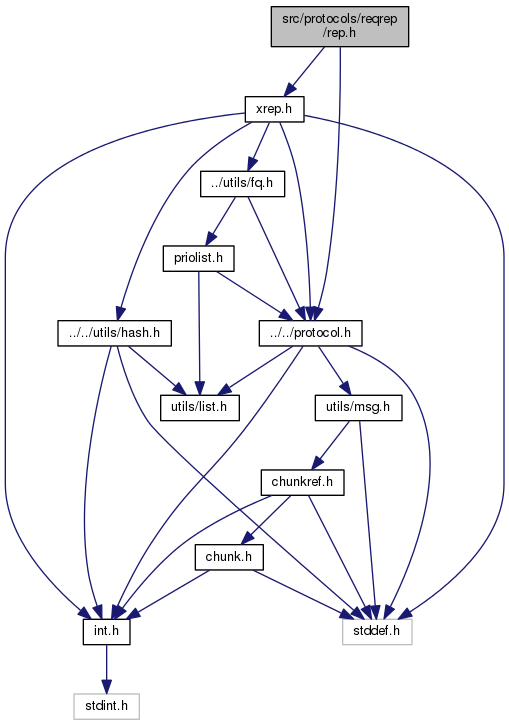 src/protocols/reqrep
/rep.h
xrep.h
../utils/fq.h
priolist.h
../../utils/hash.h
../../protocol.h
utils/list.h
utils/msg.h
chunkref.h
chunk.h
int.h
stddef.h
stdint.h